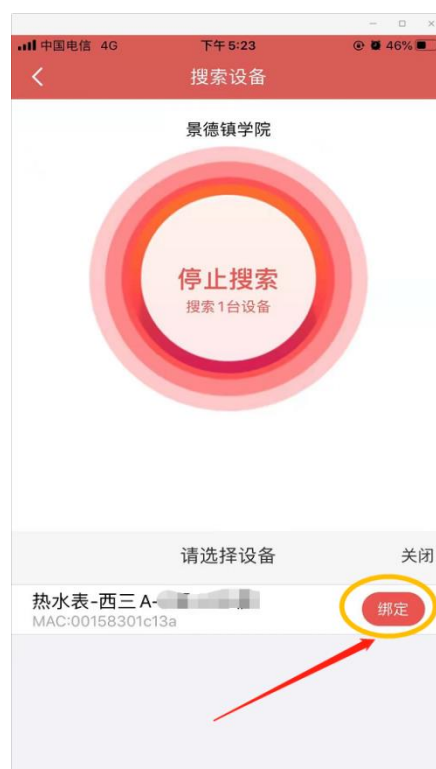 中国电信 4G 下午 5:23 46%
搜索设备
景德镇学院
停止搜索
搜索1台设备
请选择设备 关闭
热水表-西三 A-
MAC:00158301c13a
绑定